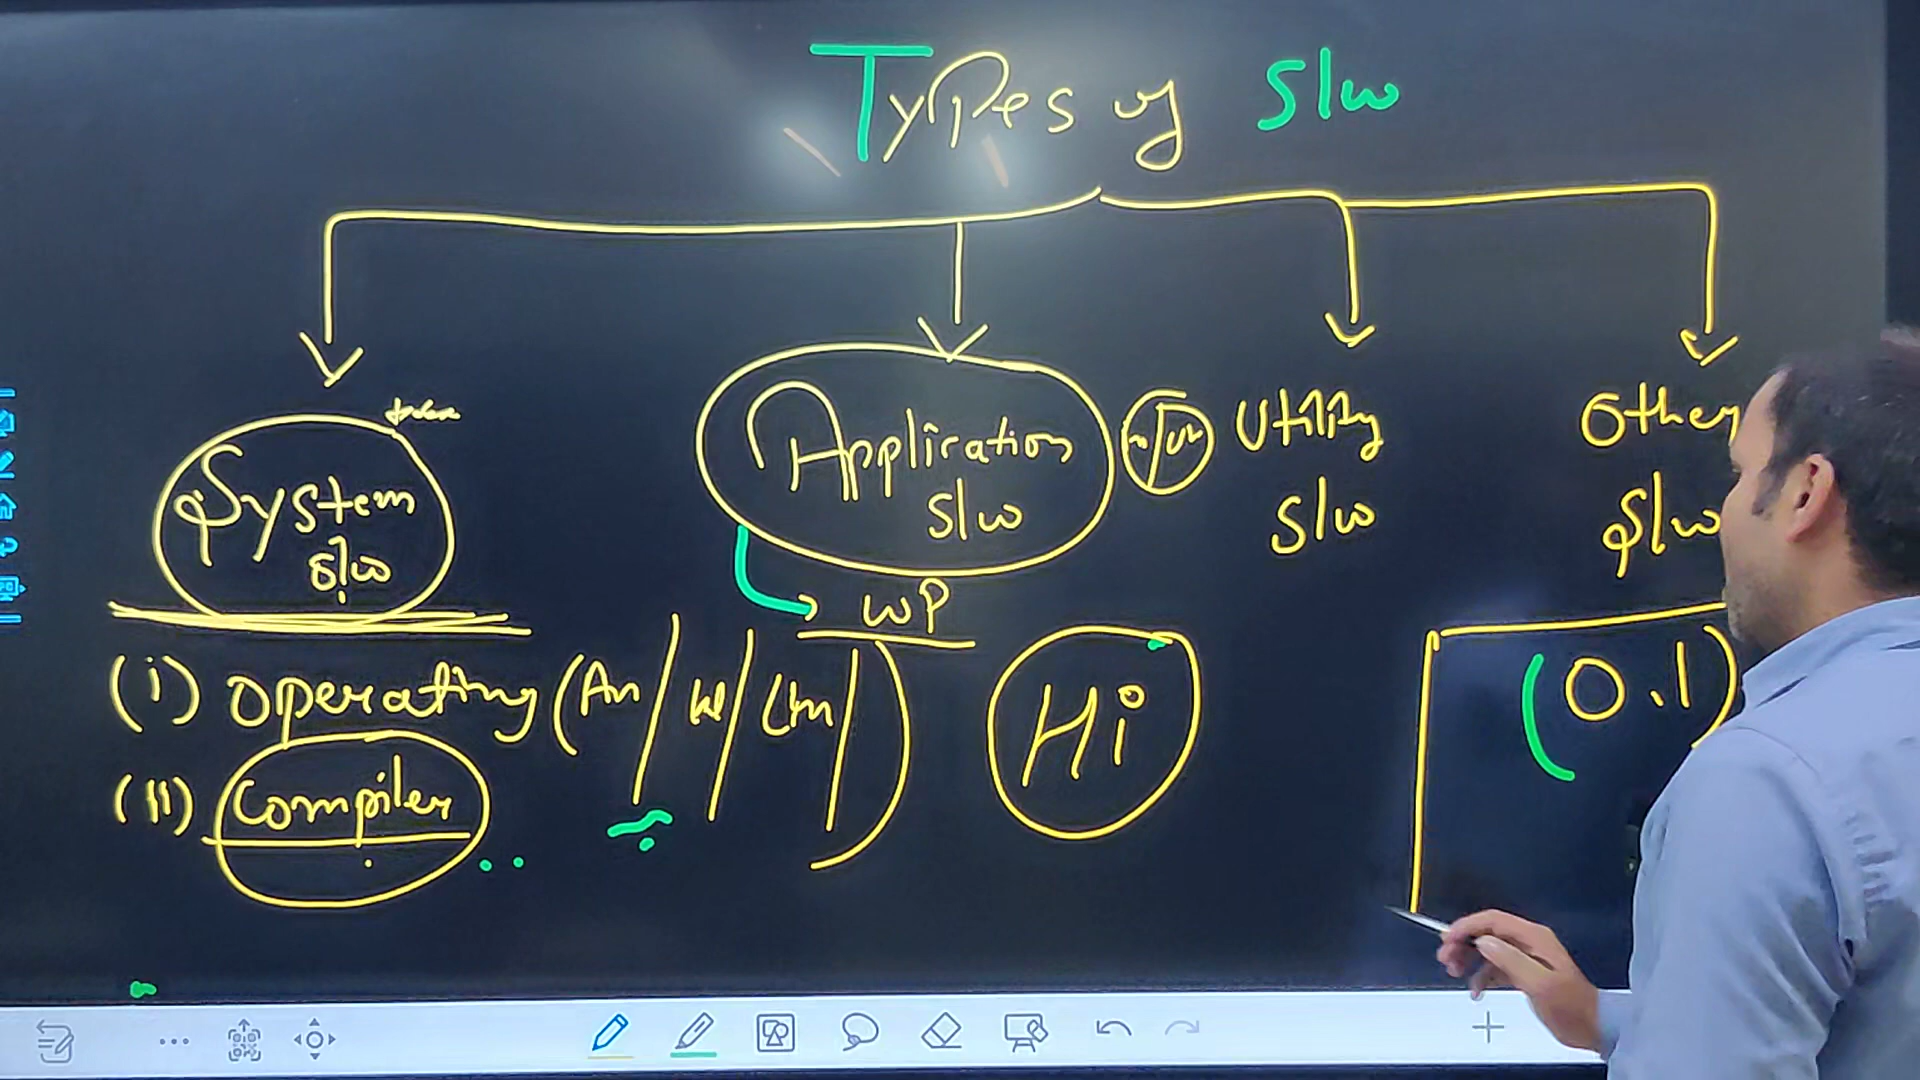 Types of S/w
System
S/w
Application
S/w
Utility
S/w
Other
S/w
WP
(i) Operating (An/W/Lin/)
(ii) Compiler
Hi
(0.1)